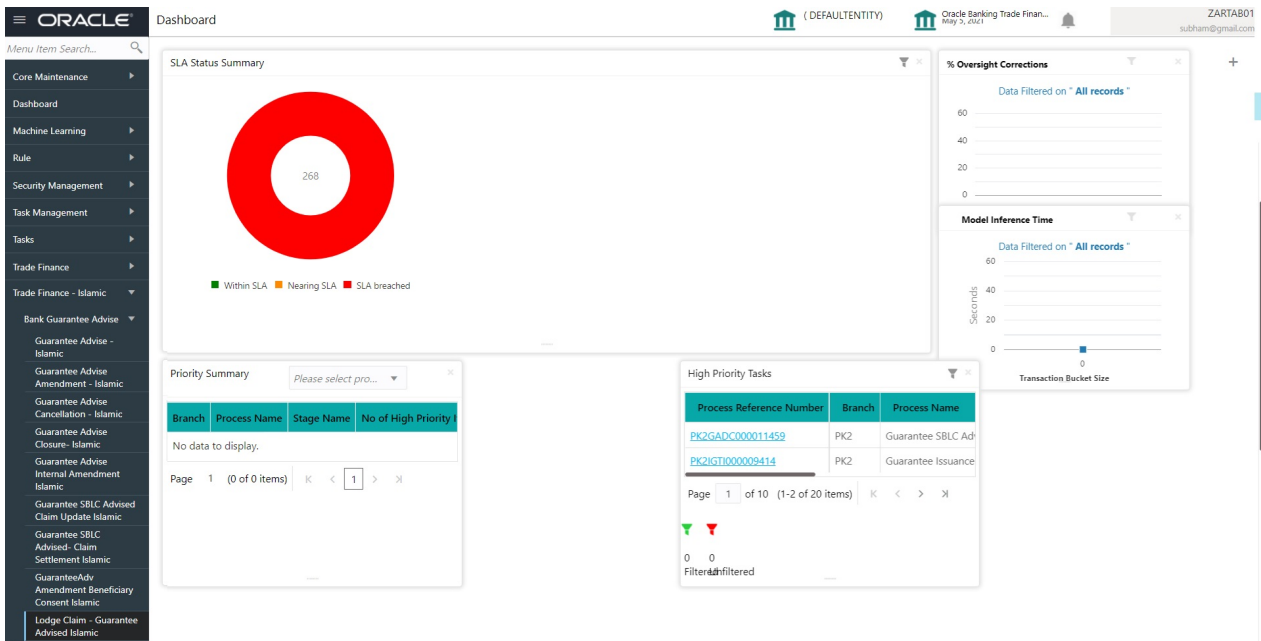 ORACLE
Dashboard
( DEFAULTENTITY)
Oracle Banking Trade Finan...
May 5, 2021
ZARTAB01
subham@gmail.com
Menu Item Search...
Core Maintenance
Dashboard
Machine Learning
Rule
Security Management
Task Management
Tasks
Trade Finance
Trade Finance - Islamic
Bank Guarantee Advise
Guarantee Advise -
Islamic
Guarantee Advise
Amendment - Islamic
Guarantee Advise
Cancellation - Islamic
Guarantee Advise
Closure- Islamic
Guarantee Advise
Internal Amendment
Islamic
Guarantee SBLC Advised
Claim Update Islamic
Guarantee SBLC
Advised- Claim
Settlement Islamic
GuaranteeAdv
Amendment Beneficiary
Consent Islamic
Lodge Claim - Guarantee
Advised Islamic
SLA Status Summary
268
Within SLA Nearing SLA SLA breached
% Oversight Corrections
Data Filtered on " All records "
60
40
20
0
Model Inference Time
Data Filtered on " All records "
60
40
20
0
Seconds
0
Transaction Bucket Size
Priority Summary
Please select pro...
Branch Process Name Stage Name No of High Priority
No data to display.
Page 1 (0 of 0 items) 1
High Priority Tasks
Process Reference Number Branch Process Name
PK2GADC000011459 PK2 Guarantee SBLC Adv
PK2IGTI000009414 PK2 Guarantee Issuance
Page 1 of 10 (1-2 of 20 items)
0 0
Filtered Unfiltered